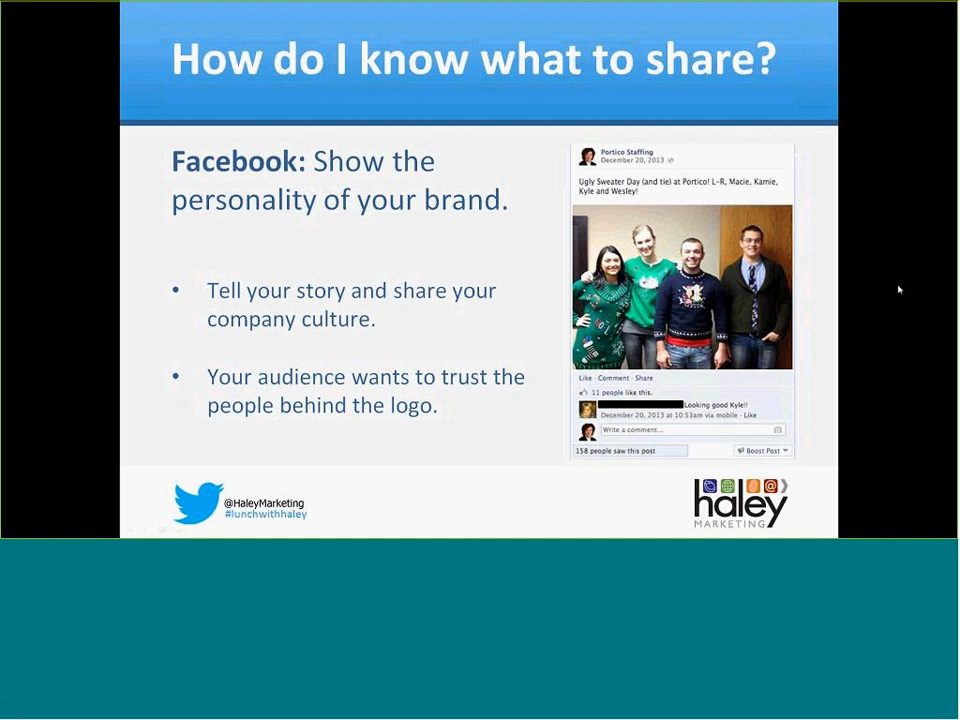 How do I know what to share?
Facebook: Show the
personality of your brand.
• Tell your story and share your
company culture.
• Your audience wants to trust the
people behind the logo.
Portico Staffing
December 20, 2013
Ugly Sweater Day (and tie) at Portico! L-R, Macie, Kamie,
Kyle and Wesley!
Like · Comment · Share
11 people like this.
Looking good Kyle!!
December 20, 2013 at 10:53am via mobile · Like
Write a comment...
158 people saw this post
Boost Post
@HaleyMarketing
#lunchwithhaley
haley
MARKETING